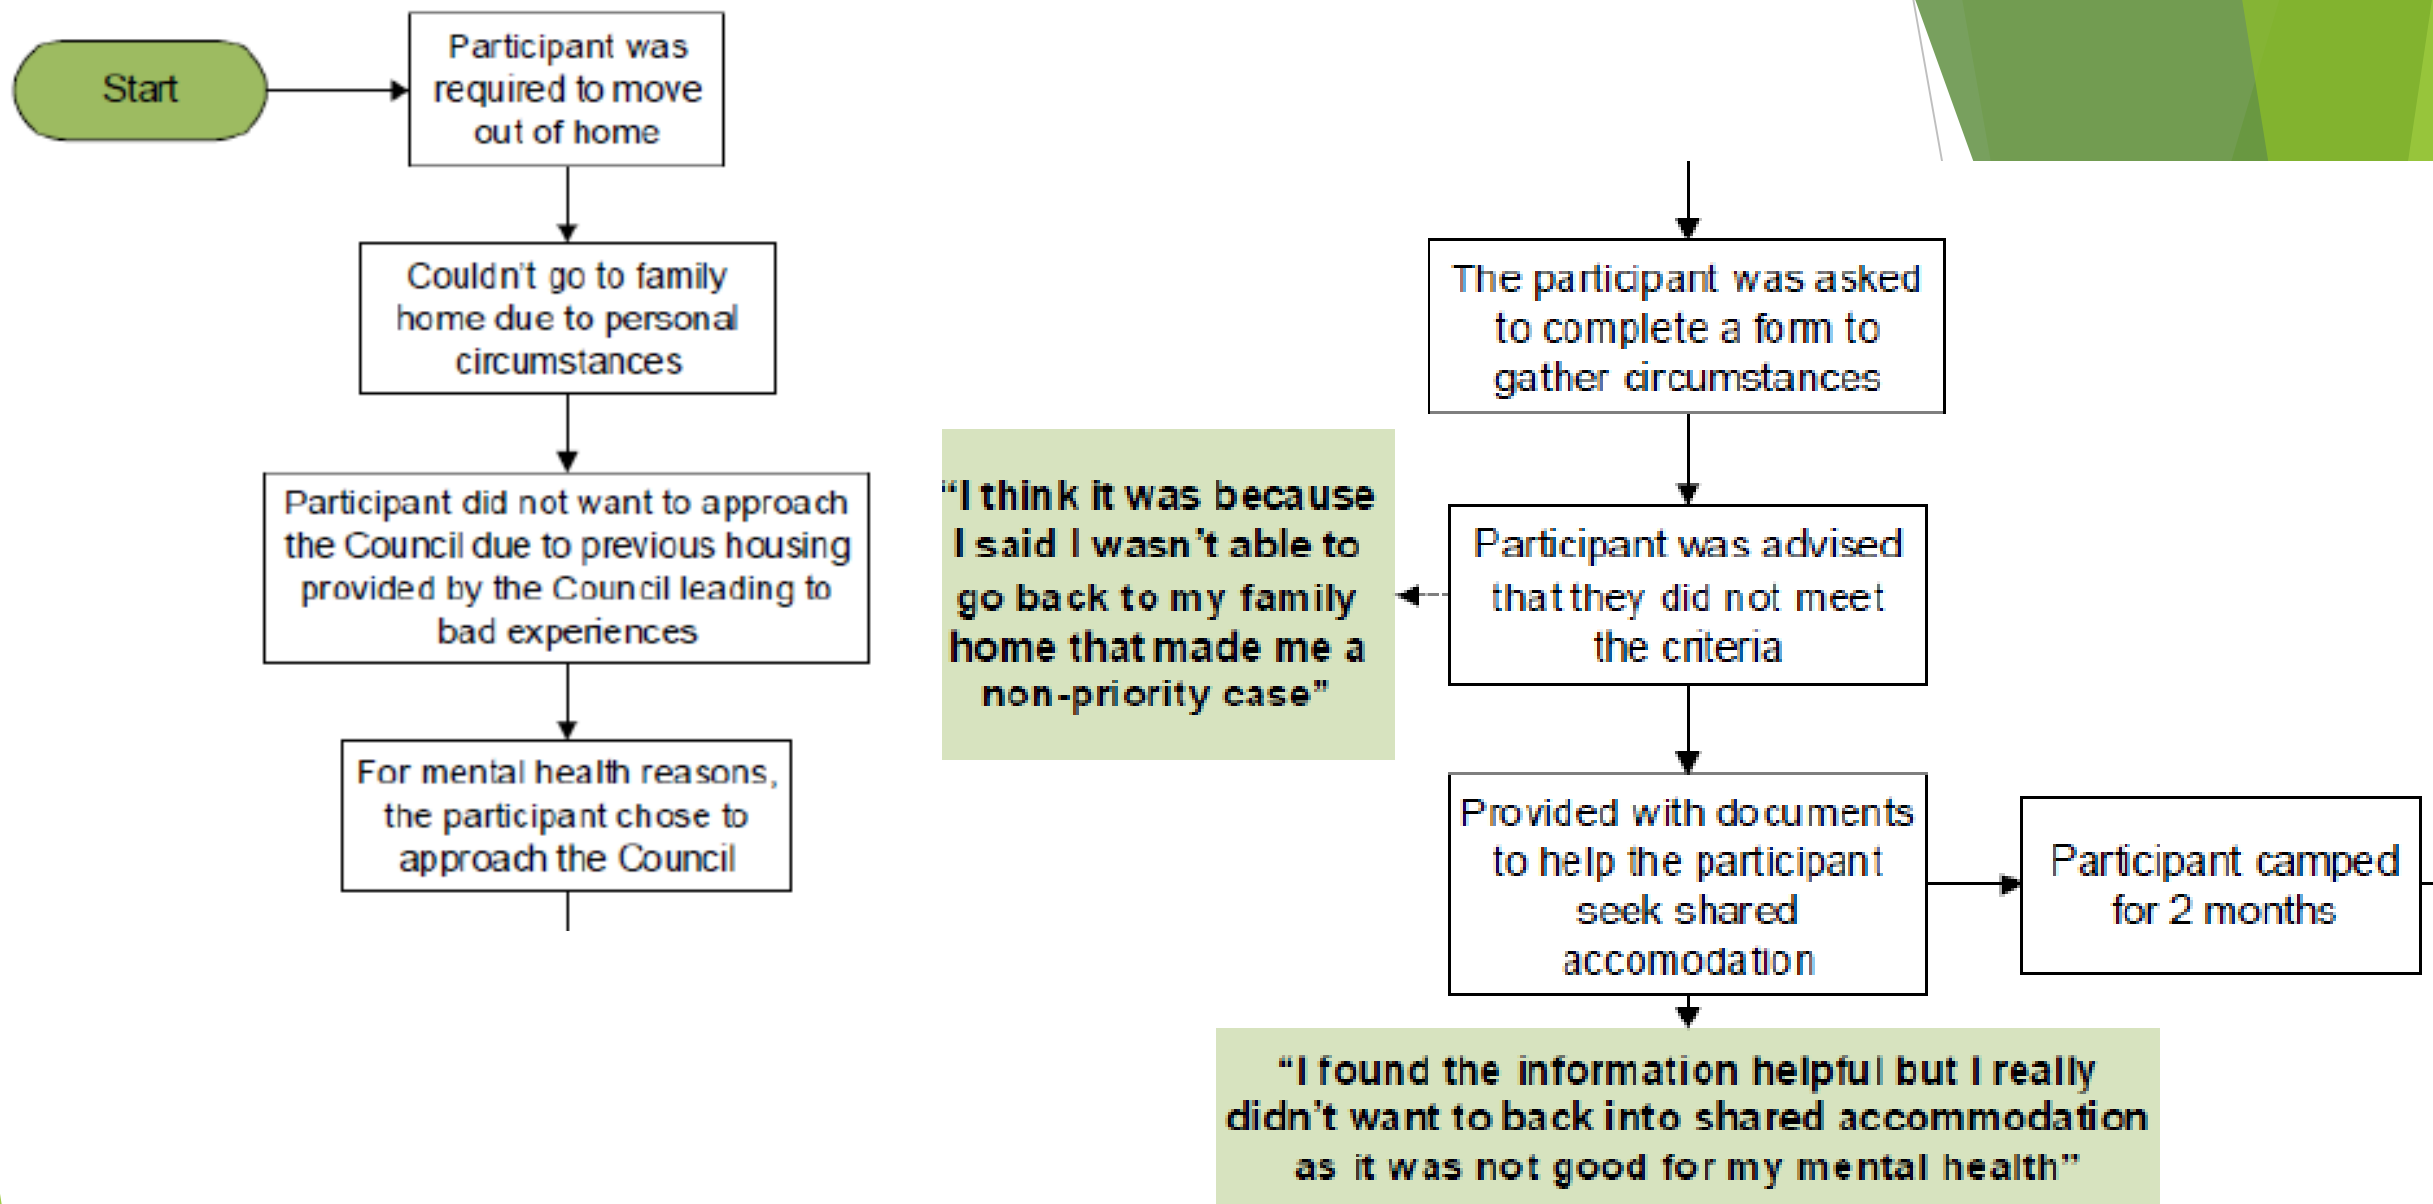 Start
Participant was
required to move
out of home
Couldn't go to family
home due to personal
circumstances
Participant did not want to approach
the Council due to previous housing
provided by the Council leading to
bad experiences
For mental health reasons,
the participant chose to
approach the Council
The participant was asked
to complete a form to
gather circumstances
Participant was advised
that they did not meet
the criteria
“I think it was because
I said I wasn’t able to
go back to my family
home that made me a
non-priority case”
Provided with documents
to help the participant
seek shared
accomodation
Participant camped
for 2 months
“I found the information helpful but I really
didn’t want to back into shared accommodation
as it was not good for my mental health”